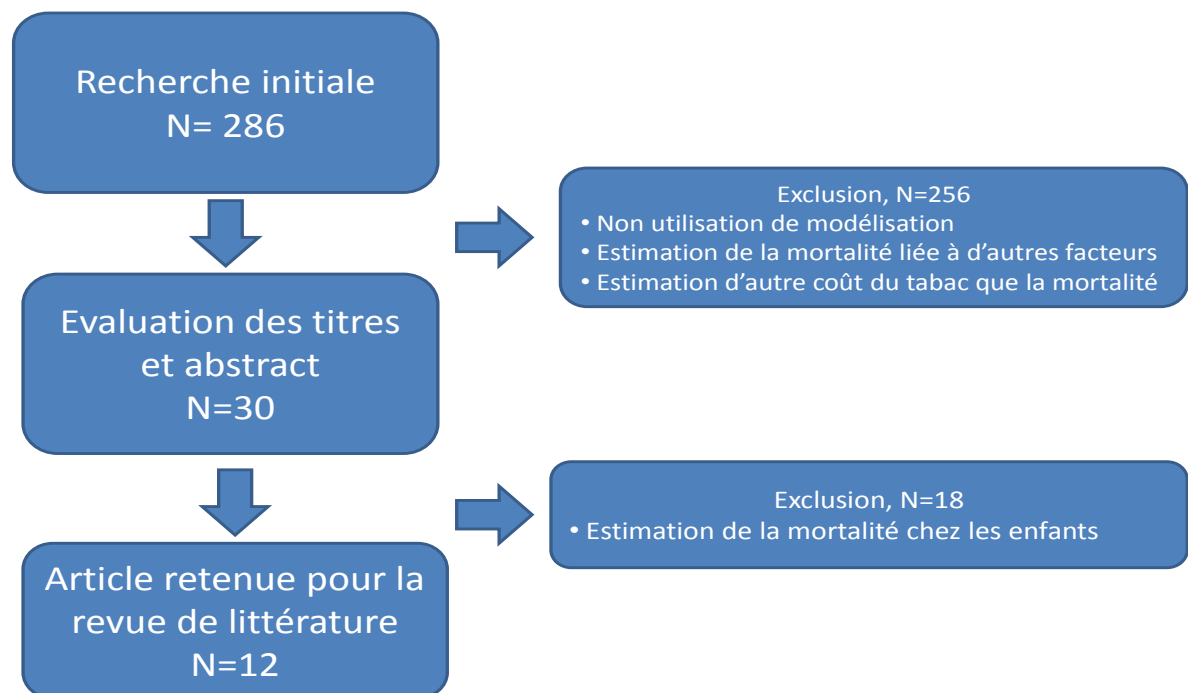 Recherche initiale
N= 286
Exclusion, N=256
• Non utilisation de modélisation
• Estimation de la mortalité liée à d’autres facteurs
• Estimation d’autre coût du tabac que la mortalité
Evaluation des titres
et abstract
N=30
Exclusion, N=18
• Estimation de la mortalité chez les enfants
Article retenue pour la
revue de littérature
N=12